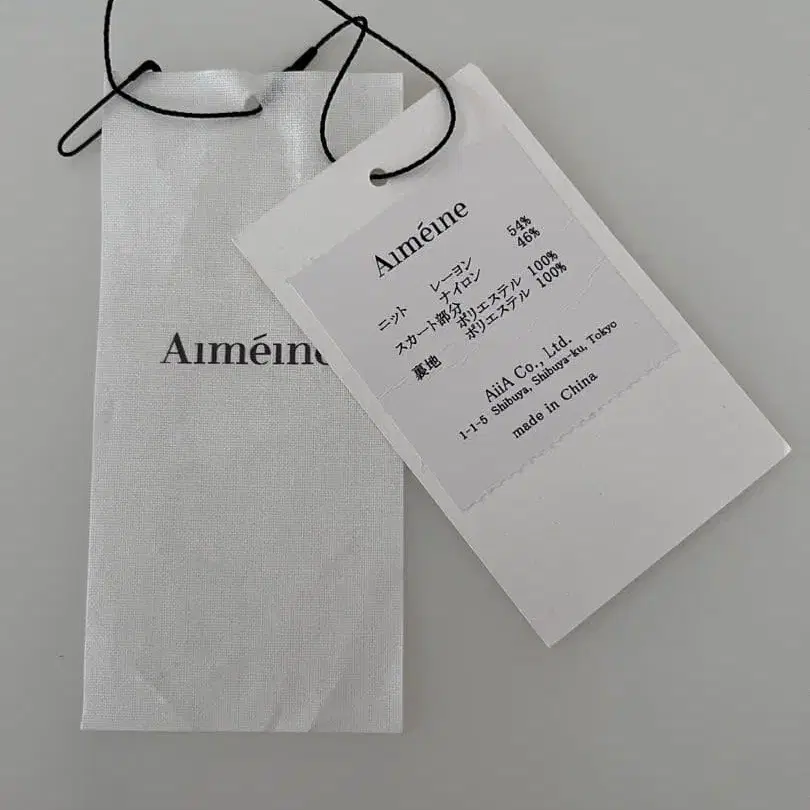 Aıméıne
Aıméıne
ニット レーヨン 54%
ナイロン 46%
スカート部分
ポリエステル 100%
裏地 ポリエステル 100%
AiiA Co., Ltd.
1-1-5 Shibuya, Shibuya-ku, Tokyo
made in China